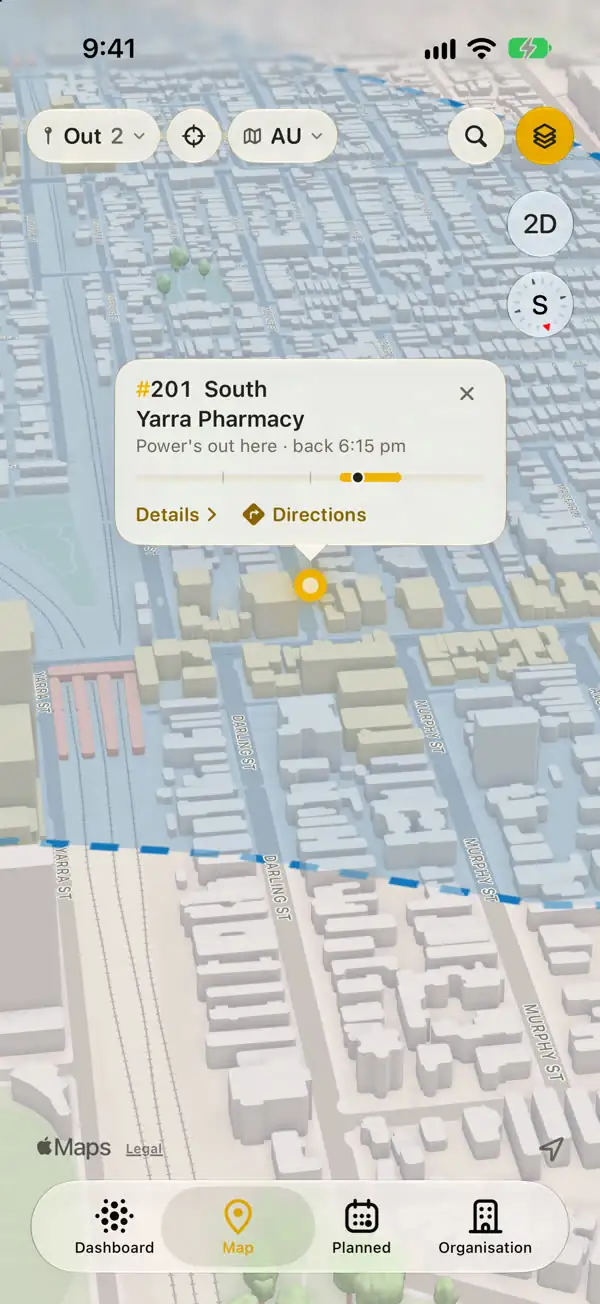 9:41
Out 2
AU
2D
S
#201 South
Yarra Pharmacy
Power's out here · back 6:15 pm
Details
Directions
YARRA ST
DARLING ST
MURPHY ST
YARRA ST
DARLING ST
MURPHY ST
MURPHY ST
Maps Legal
Dashboard
Map
Planned
Organisation